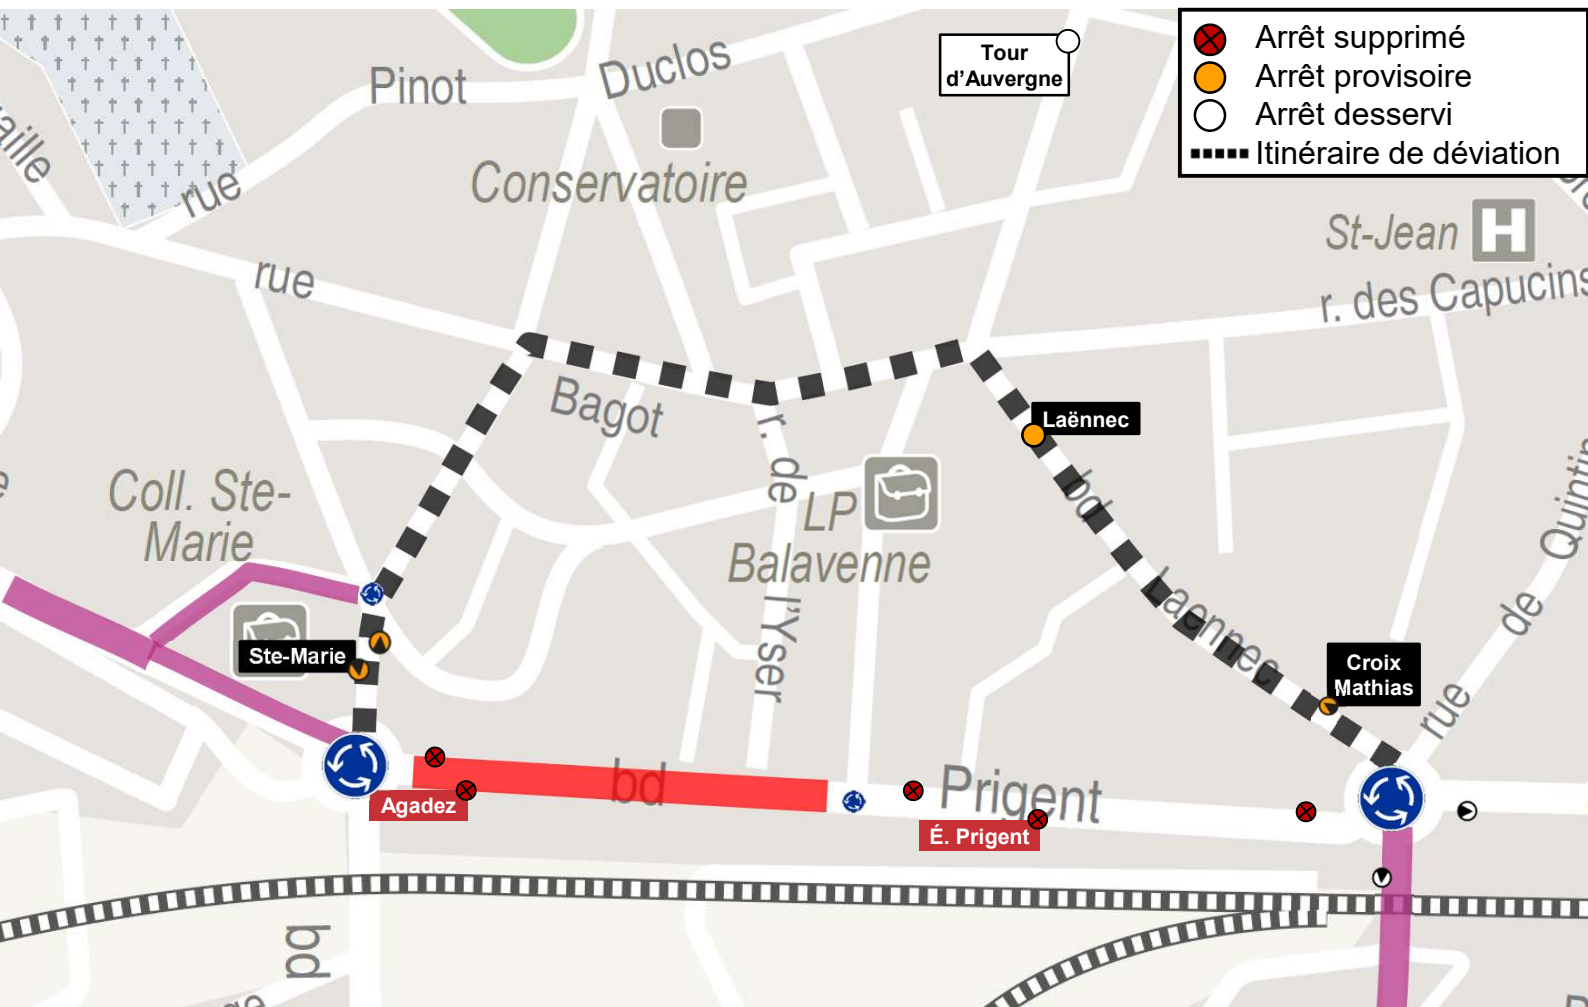 Arrêt supprimé
Arrêt provisoire
Arrêt desservi
Itinéraire de déviation
Tour
d'Auvergne
Duclos
Pinot
rue
Conservatoire
St-Jean
H
r. des Capucins
rue
Bagot
r. de l'Yser
Laënnec
Coll. Ste-
Marie
LP
Balavenne
bd Laennec
rue de Quintin
Ste-Marie
Croix
Mathias
bd Prigent
Agadez
É. Prigent
bd